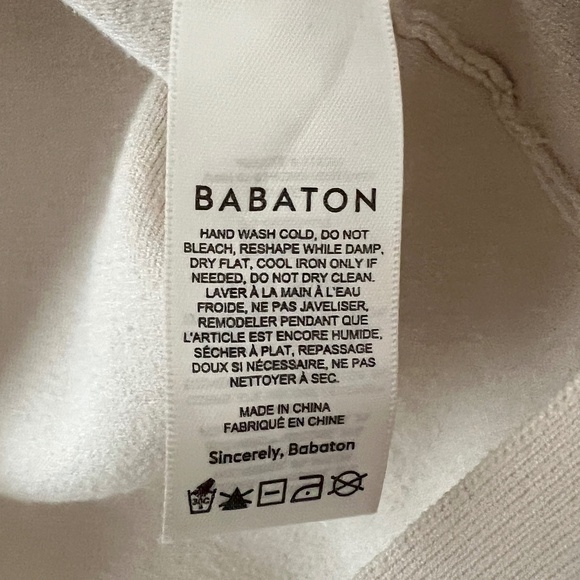 BABATON
HAND WASH COLD, DO NOT
BLEACH, RESHAPE WHILE DAMP,
DRY FLAT, COOL IRON ONLY IF
NEEDED, DO NOT DRY CLEAN.
LAVER À LA MAIN À L'EAU
FROIDE, NE PAS JAVELISER,
REMODELER PENDANT QUE
L'ARTICLE EST ENCORE HUMIDE,
SÉCHER À PLAT, REPASSAGE
DOUX SI NÉCESSAIRE, NE PAS
NETTOYER À SEC.
MADE IN CHINA
FABRIQUÉ EN CHINE
Sincerely, Babaton
30C